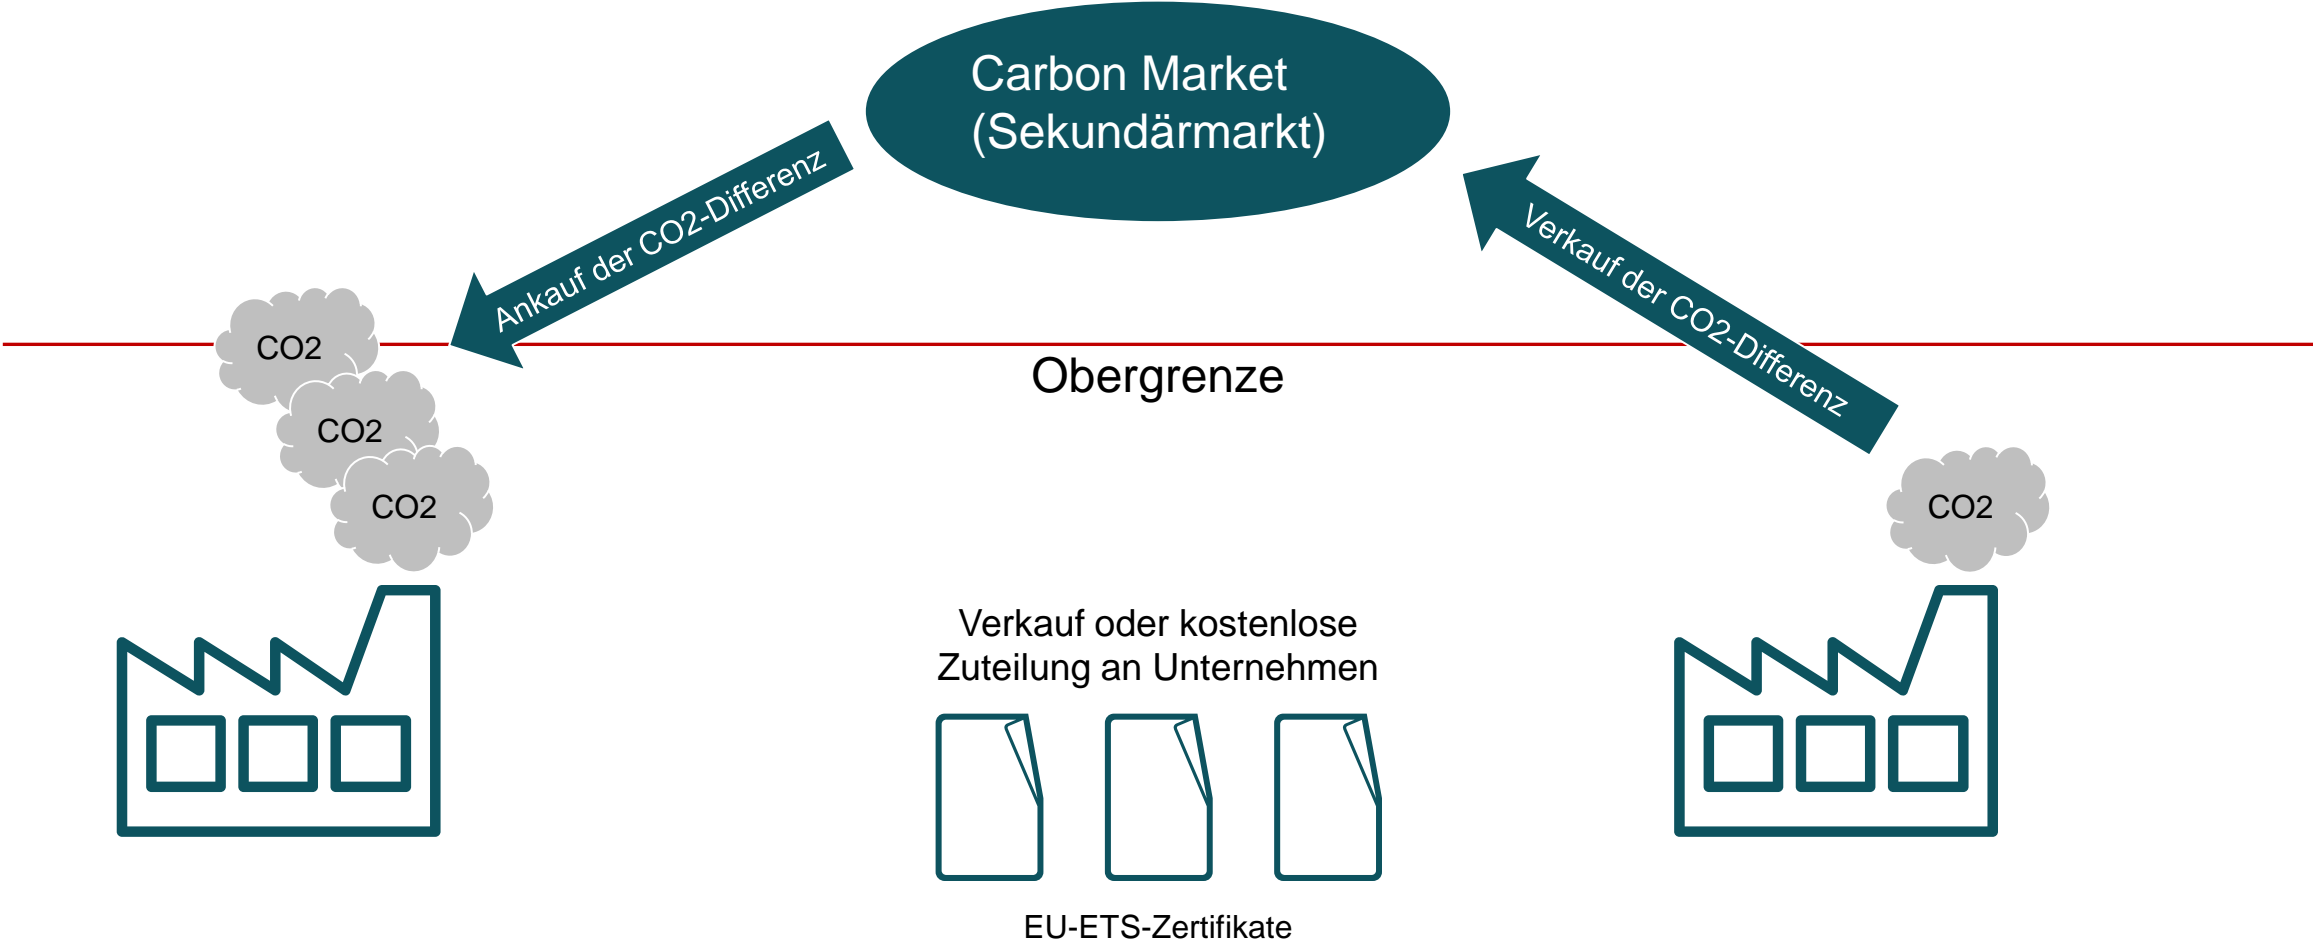 Carbon Market
(Sekundärmarkt)
Ankauf der CO2-Differenz
Verkauf der CO2-Differenz
CO2
Obergrenze
CO2
CO2
CO2
Verkauf oder kostenlose
Zuteilung an Unternehmen
EU-ETS-Zertifikate